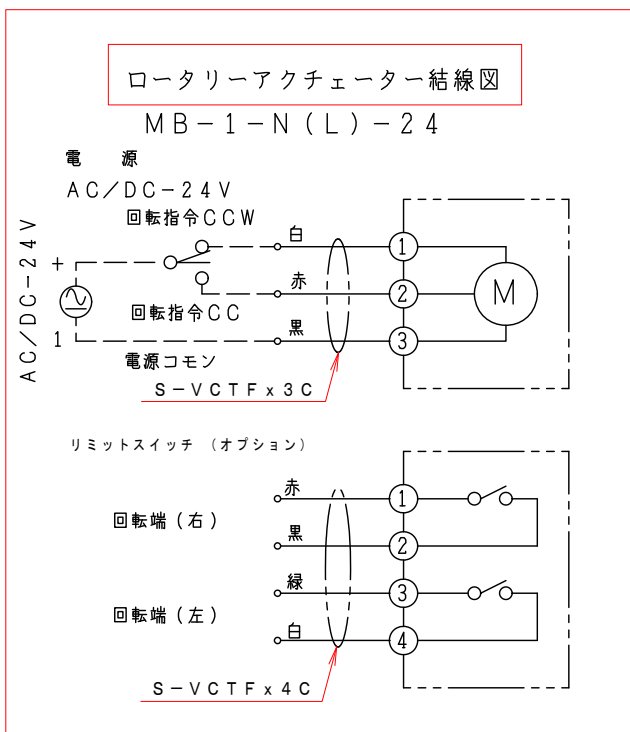 ロータリーアクチェーター結線図
MB-1-N(L)-24
電 源
AC/DC-24V
回転指令CCW
白
①
AC/DC-24V
+
赤
②
M
回転指令CC
1
黒
③
電源コモン
S-VCTFx3C
リミットスイッチ (オプション)
赤
①
回転端(右)
黒
②
緑
③
回転端(左)
白
④
S-VCTFx4C